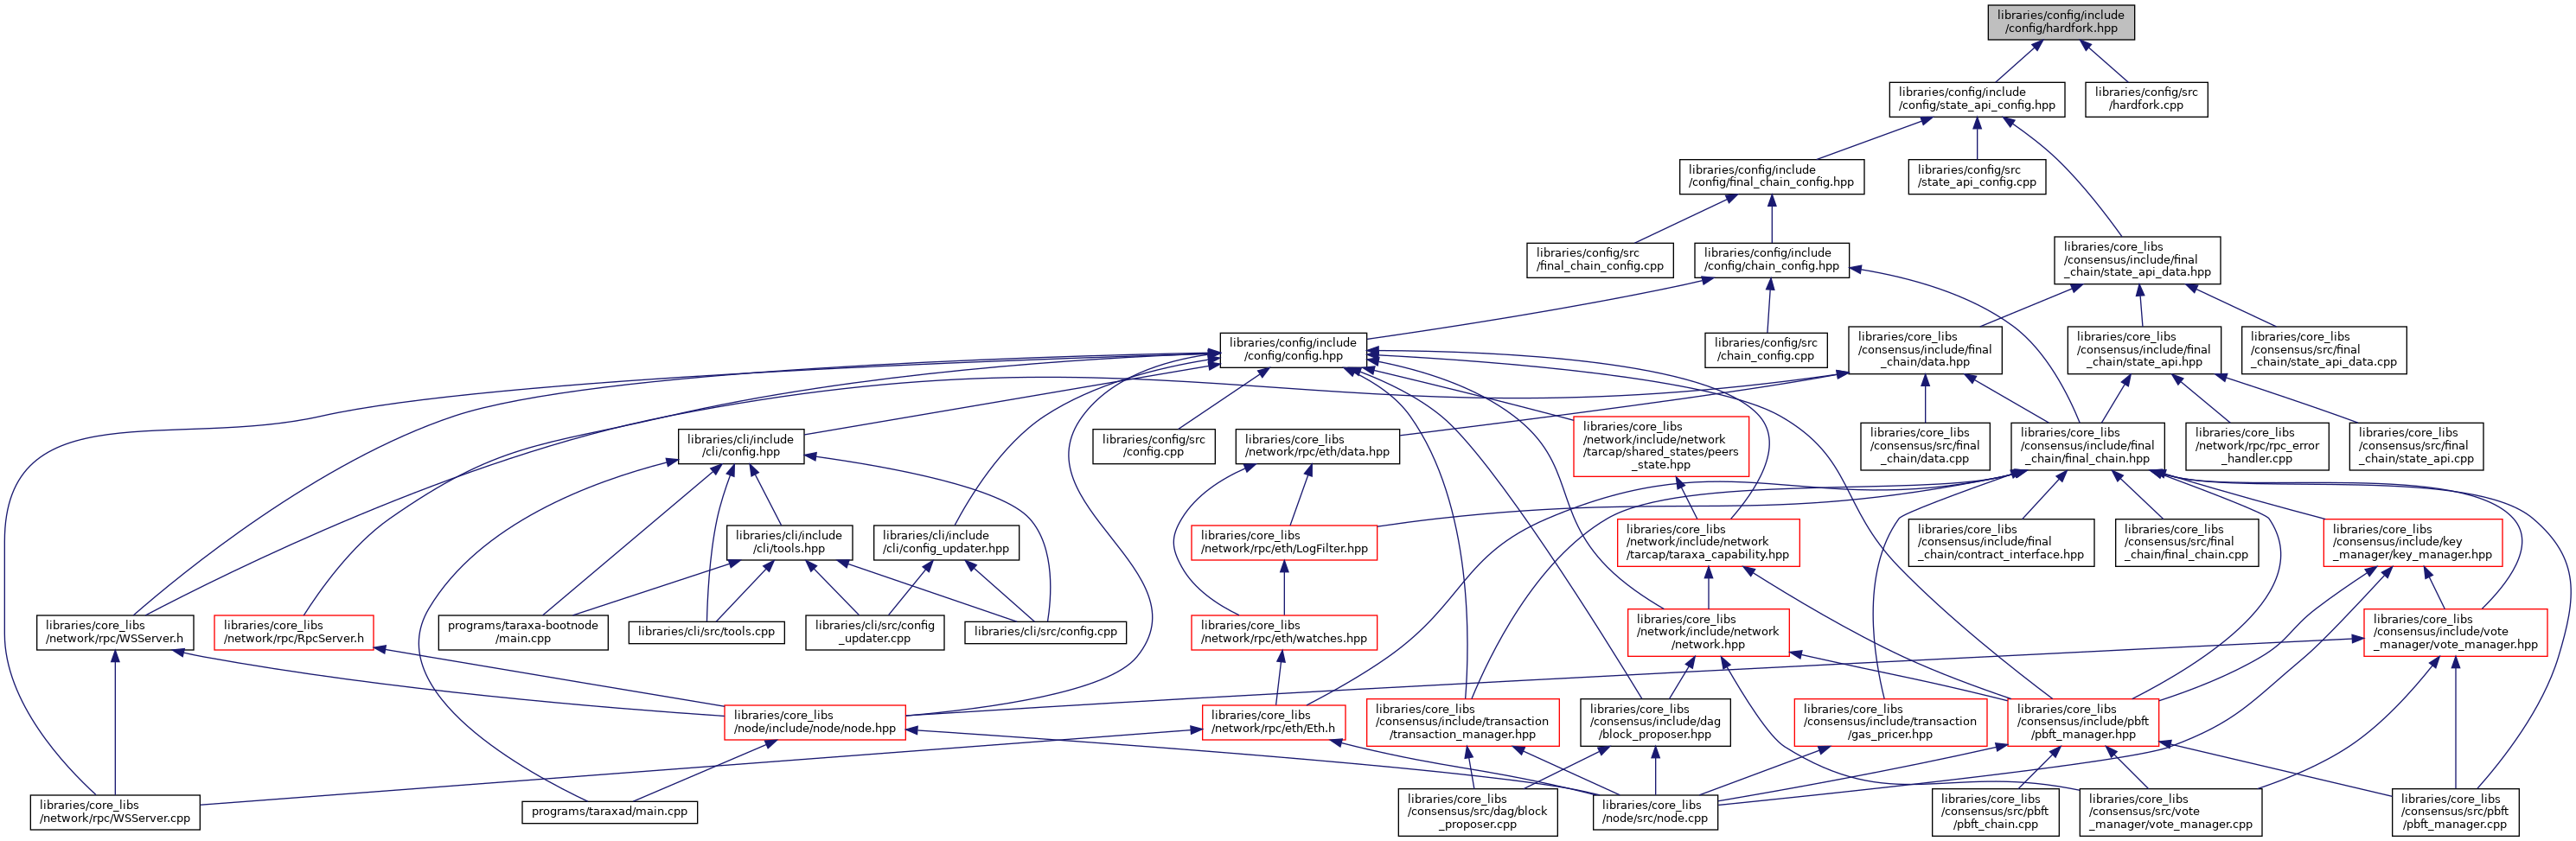 libraries/config/include
/config/hardfork.hpp
libraries/config/include
/config/state_api_config.hpp
libraries/config/src
/hardfork.cpp
libraries/config/include
/config/final_chain_config.hpp
libraries/config/src
/state_api_config.cpp
libraries/config/src
/final_chain_config.cpp
libraries/config/include
/config/chain_config.hpp
libraries/core_libs
/consensus/include/final
_chain/state_api_data.hpp
libraries/config/include
/config/config.hpp
libraries/config/src
/chain_config.cpp
libraries/core_libs
/consensus/include/final
_chain/data.hpp
libraries/core_libs
/consensus/include/final
_chain/state_api.hpp
libraries/core_libs
/consensus/src/final
_chain/state_api_data.cpp
libraries/cli/include
/cli/config.hpp
libraries/config/src
/config.cpp
libraries/core_libs
/network/rpc/eth/data.hpp
libraries/core_libs
/network/include/network
/tarcap/shared_states/peers
_state.hpp
libraries/core_libs
/consensus/src/final
_chain/data.cpp
libraries/core_libs
/consensus/include/final
_chain/final_chain.hpp
libraries/core_libs
/network/rpc/rpc_error
_handler.cpp
libraries/core_libs
/consensus/src/final
_chain/state_api.cpp
libraries/cli/include
/cli/tools.hpp
libraries/cli/include
/cli/config_updater.hpp
libraries/core_libs
/network/rpc/eth/LogFilter.hpp
libraries/core_libs
/network/include/network
/tarcap/taraxa_capability.hpp
libraries/core_libs
/consensus/include/final
_chain/contract_interface.hpp
libraries/core_libs
/consensus/src/final
_chain/final_chain.cpp
libraries/core_libs
/consensus/include/key
_manager/key_manager.hpp
libraries/core_libs
/network/rpc/WSServer.h
libraries/core_libs
/network/rpc/RpcServer.h
programs/taraxa-bootnode
/main.cpp
libraries/cli/src/tools.cpp
libraries/cli/src/config
_updater.cpp
libraries/cli/src/config.cpp
libraries/core_libs
/network/rpc/eth/watches.hpp
libraries/core_libs
/network/include/network
/network.hpp
libraries/core_libs
/consensus/include/vote
_manager/vote_manager.hpp
libraries/core_libs
/node/include/node/node.hpp
libraries/core_libs
/network/rpc/eth/Eth.h
libraries/core_libs
/consensus/include/transaction
/transaction_manager.hpp
libraries/core_libs
/consensus/include/dag
/block_proposer.hpp
libraries/core_libs
/consensus/include/transaction
/gas_pricer.hpp
libraries/core_libs
/consensus/include/pbft
/pbft_manager.hpp
libraries/core_libs
/network/rpc/WSServer.cpp
programs/taraxad/main.cpp
libraries/core_libs
/consensus/src/dag/block
_proposer.cpp
libraries/core_libs
/node/src/node.cpp
libraries/core_libs
/consensus/src/pbft
/pbft_chain.cpp
libraries/core_libs
/consensus/src/vote
_manager/vote_manager.cpp
libraries/core_libs
/consensus/src/pbft
/pbft_manager.cpp